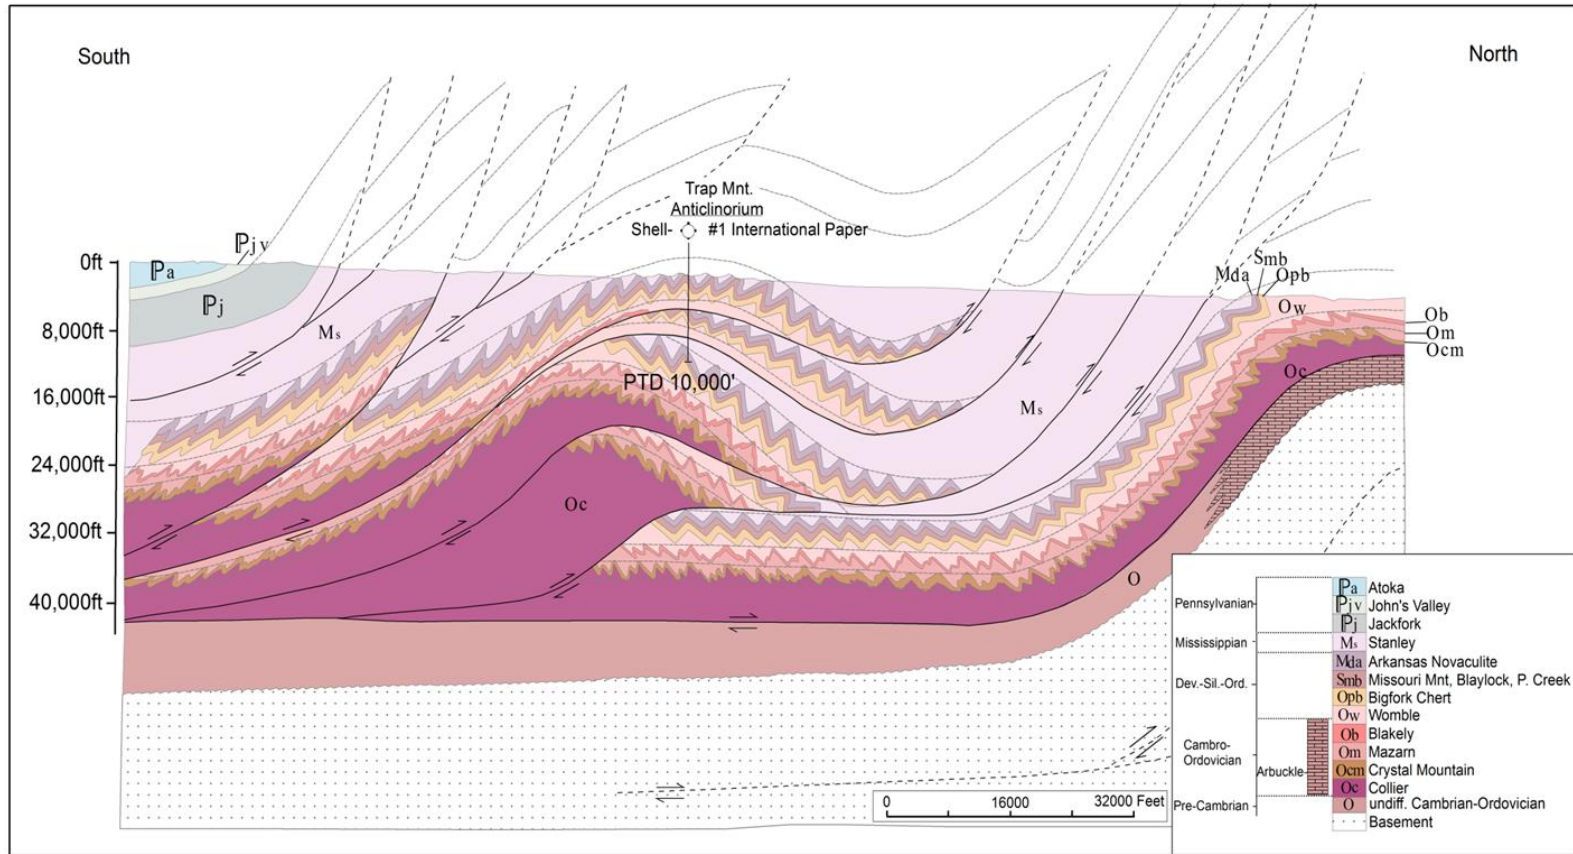 South
North
Trap Mnt.
Anticlinorium
Shell- #1 International Paper
ℙjv
0ft
ℙa
ℙj
Smb
Mda
Opb
Ow
Ob
Om
Ocm
Oc
8,000ft
Ms
PTD 10,000'
16,000ft
Ms
24,000ft
Oc
32,000ft
40,000ft
O
Pennsylvanian
Mississippian
Dev.-Sil.-Ord.
Cambro-
Ordovician
Arbuckle
Pre-Cambrian
ℙa Atoka
ℙjv John's Valley
ℙj Jackfork
Ms Stanley
Mda Arkansas Novaculite
Smb Missouri Mnt, Blaylock, P. Creek
Opb Bigfork Chert
Ow Womble
Ob Blakely
Om Mazarn
Ocm Crystal Mountain
Oc Collier
O undiff. Cambrian-Ordovician
Basement
0 16000 32000 Feet